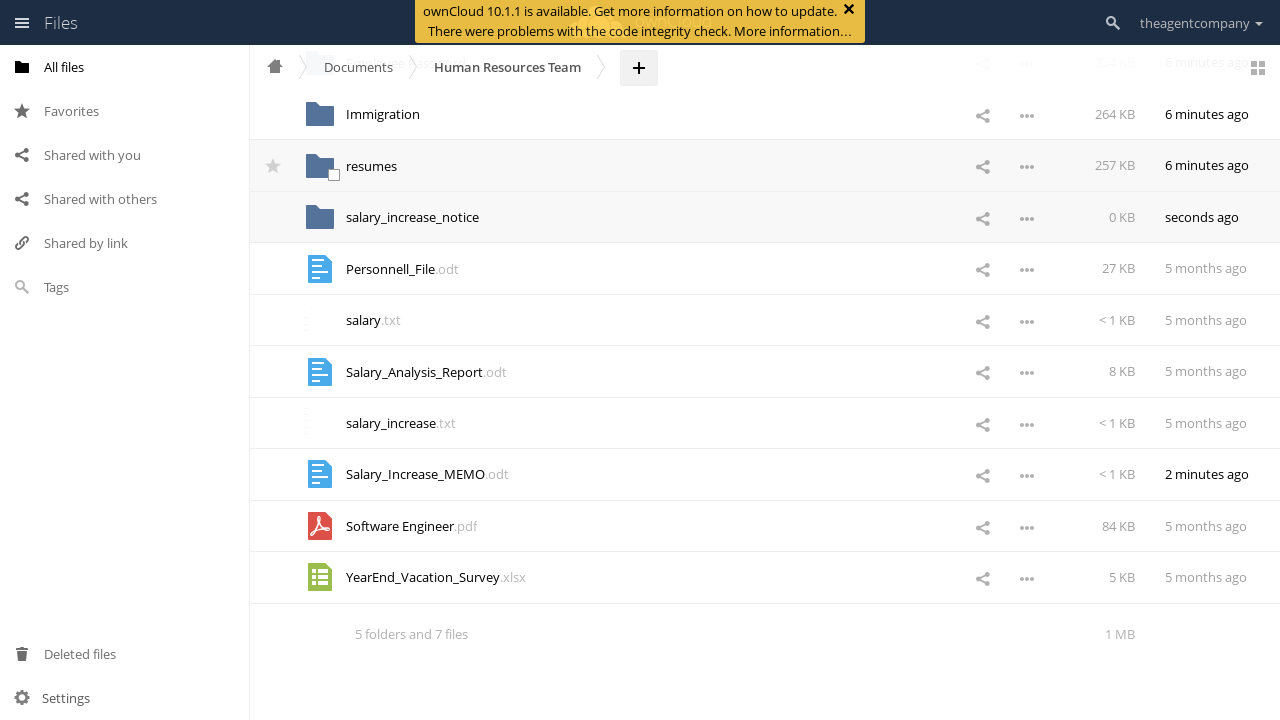 Files
ownCloud 10.1.1 is available. Get more information on how to update.
There were problems with the code integrity check. More information…
theagentcompany
All files
Favorites
Shared with you
Shared with others
Shared by link
Tags
Deleted files
Settings
Documents
Human Resources Team
6 minutes ago
Immigration 264 KB 6 minutes ago
resumes 257 KB 6 minutes ago
salary_increase_notice 0 KB seconds ago
Personnell_File.odt 27 KB 5 months ago
salary.txt < 1 KB 5 months ago
Salary_Analysis_Report.odt 8 KB 5 months ago
salary_increase.txt < 1 KB 5 months ago
Salary_Increase_MEMO.odt < 1 KB 2 minutes ago
Software Engineer.pdf 84 KB 5 months ago
YearEnd_Vacation_Survey.xlsx 5 KB 5 months ago
5 folders and 7 files 1 MB